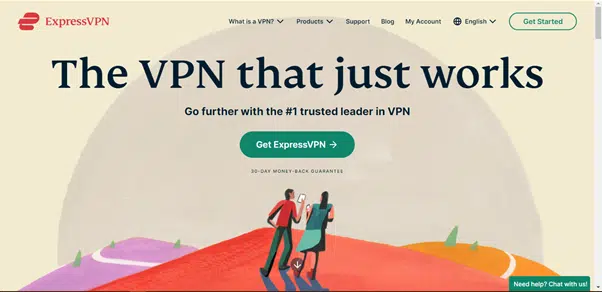 ExpressVPN
What is a VPN? Products Support Blog My Account English Get Started
The VPN that just works
Go further with the #1 trusted leader in VPN
Get ExpressVPN →
30-DAY MONEY-BACK GUARANTEE
Need help? Chat with us!